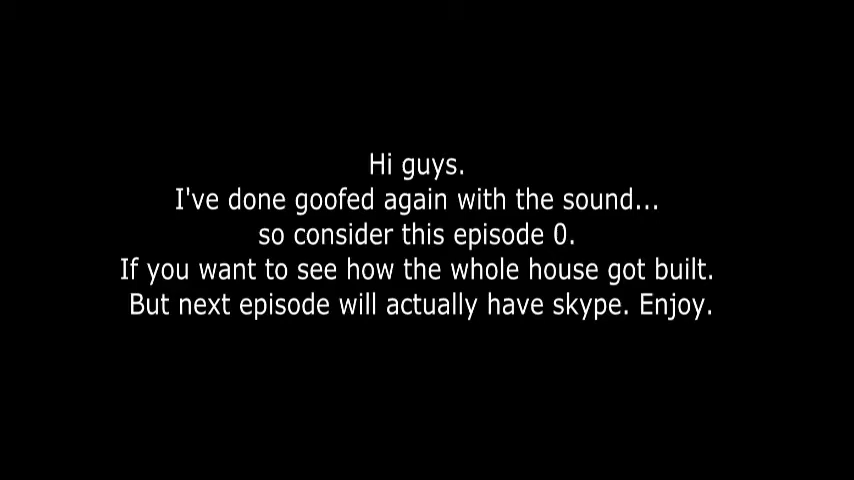 Hi guys.
I've done goofed again with the sound...
so consider this episode 0.
If you want to see how the whole house got built.
But next episode will actually have skype. Enjoy.